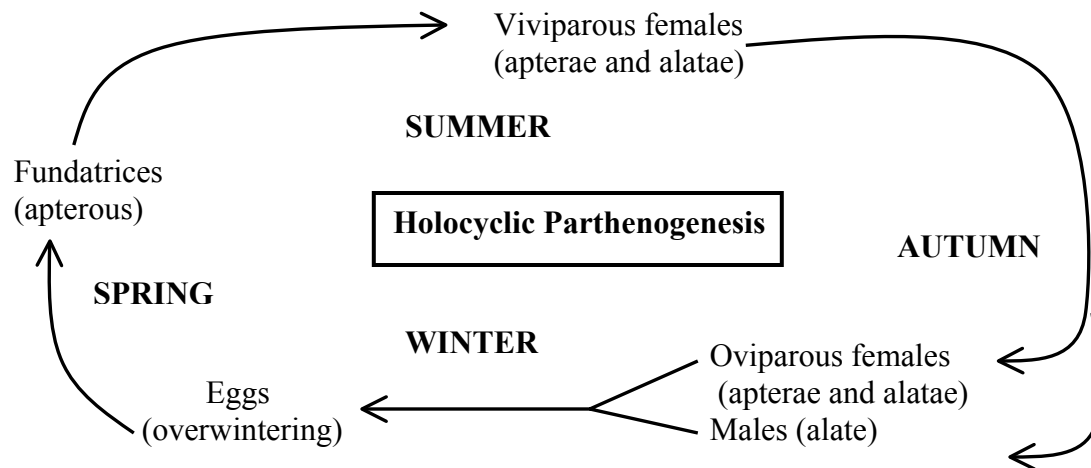 Viviparous females
(apterae and alatae)
SUMMER
Fundatrices
(apterous)
Holocyclic Parthenogenesis
AUTUMN
SPRING
WINTER
Oviparous females
(apterae and alatae)
Males (alate)
Eggs
(overwintering)